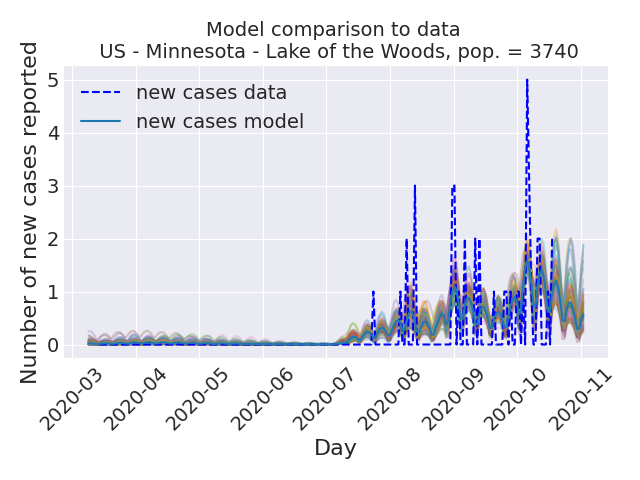 Model comparison to data
US - Minnesota - Lake of the Woods, pop. = 3740
Number of new cases reported
5
4
3
2
1
0
new cases data
new cases model
2020-03
2020-04
2020-05
2020-06
2020-07
2020-08
2020-09
2020-10
2020-11
Day